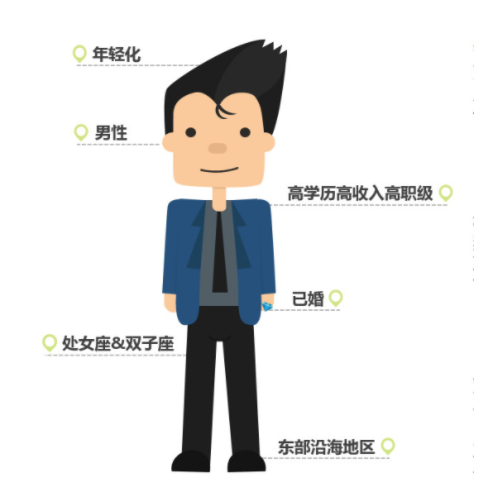 年轻化
男性
高学历高收入高职级
已婚
处女座&双子座
东部沿海地区